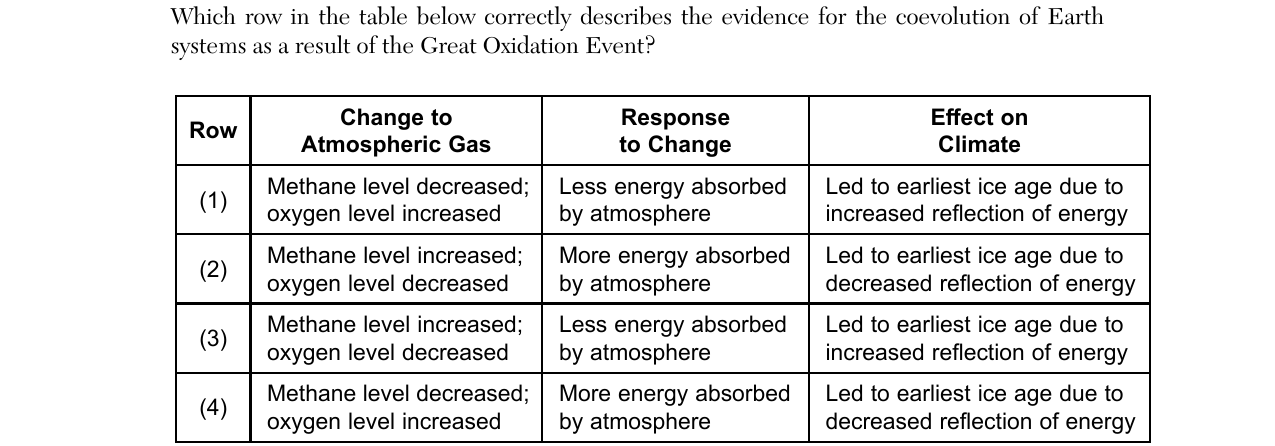 Which row in the table below correctly describes the evidence for the coevolution of Earth
systems as a result of the Great Oxidation Event?
Row
Change to
Atmospheric Gas
Response
to Change
Effect on
Climate
(1)
Methane level decreased;
oxygen level increased
Less energy absorbed
by atmosphere
Led to earliest ice age due to
increased reflection of energy
(2)
Methane level increased;
oxygen level decreased
More energy absorbed
by atmosphere
Led to earliest ice age due to
decreased reflection of energy
(3)
Methane level increased;
oxygen level decreased
Less energy absorbed
by atmosphere
Led to earliest ice age due to
increased reflection of energy
(4)
Methane level decreased;
oxygen level increased
More energy absorbed
by atmosphere
Led to earliest ice age due to
decreased reflection of energy